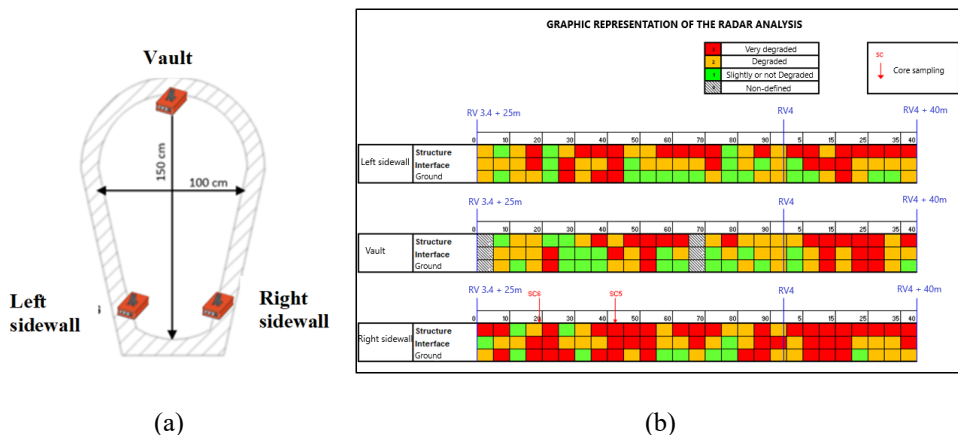 Vault
150 cm
100 cm
Left
sidewall
Right
sidewall
(a)
GRAPHIC REPRESENTATION OF THE RADAR ANALYSIS
3 Very degraded
2 Degraded
1 Slightly or not Degraded
Non-defined
SC
Core sampling
RV 3.4 + 25m RV4 RV4 + 40m
0 10 20 30 40 50 60 70 80 90 5 15 25 35 40
Left sidewall
Structure
Interface
Ground
RV 3.4 + 25m RV4 RV4 + 40m
0 10 20 30 40 50 60 70 80 90 5 15 25 35 40
Vault
Structure
Interface
Ground
RV 3.4 + 25m SC6 SC5 RV4 RV4 + 40m
0 10 20 30 40 50 60 70 80 90 5 15 25 35 40
Right sidewall
Structure
Interface
Ground
(b)